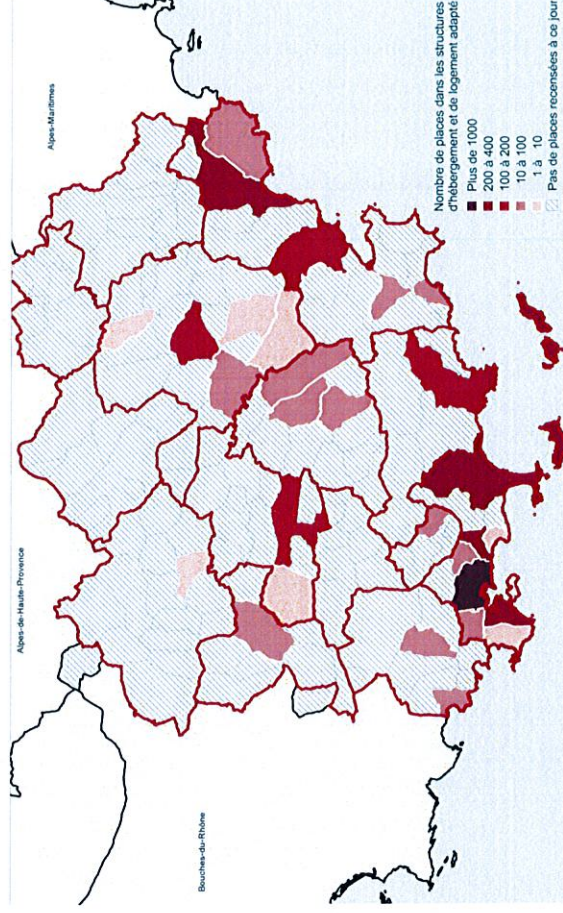 Alpes-de-Haute-Provence
Alpes-Maritimes
Bouches-du-Rhône
Nombre de places dans les structures
d'hébergement et de logement adapté
Plus de 1000
200 à 400
100 à 200
10 à 100
1 à 10
Pas de places recensées à ce jour